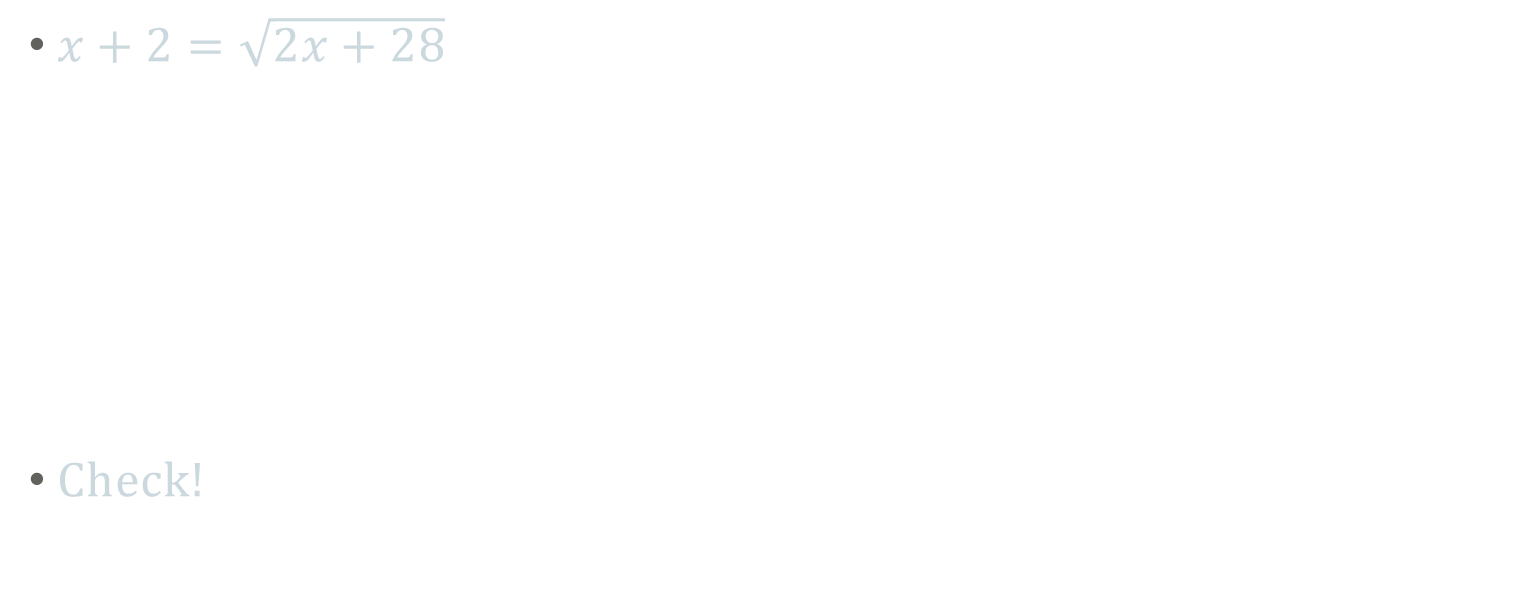 • x + 2 = √2x + 28
• Check!